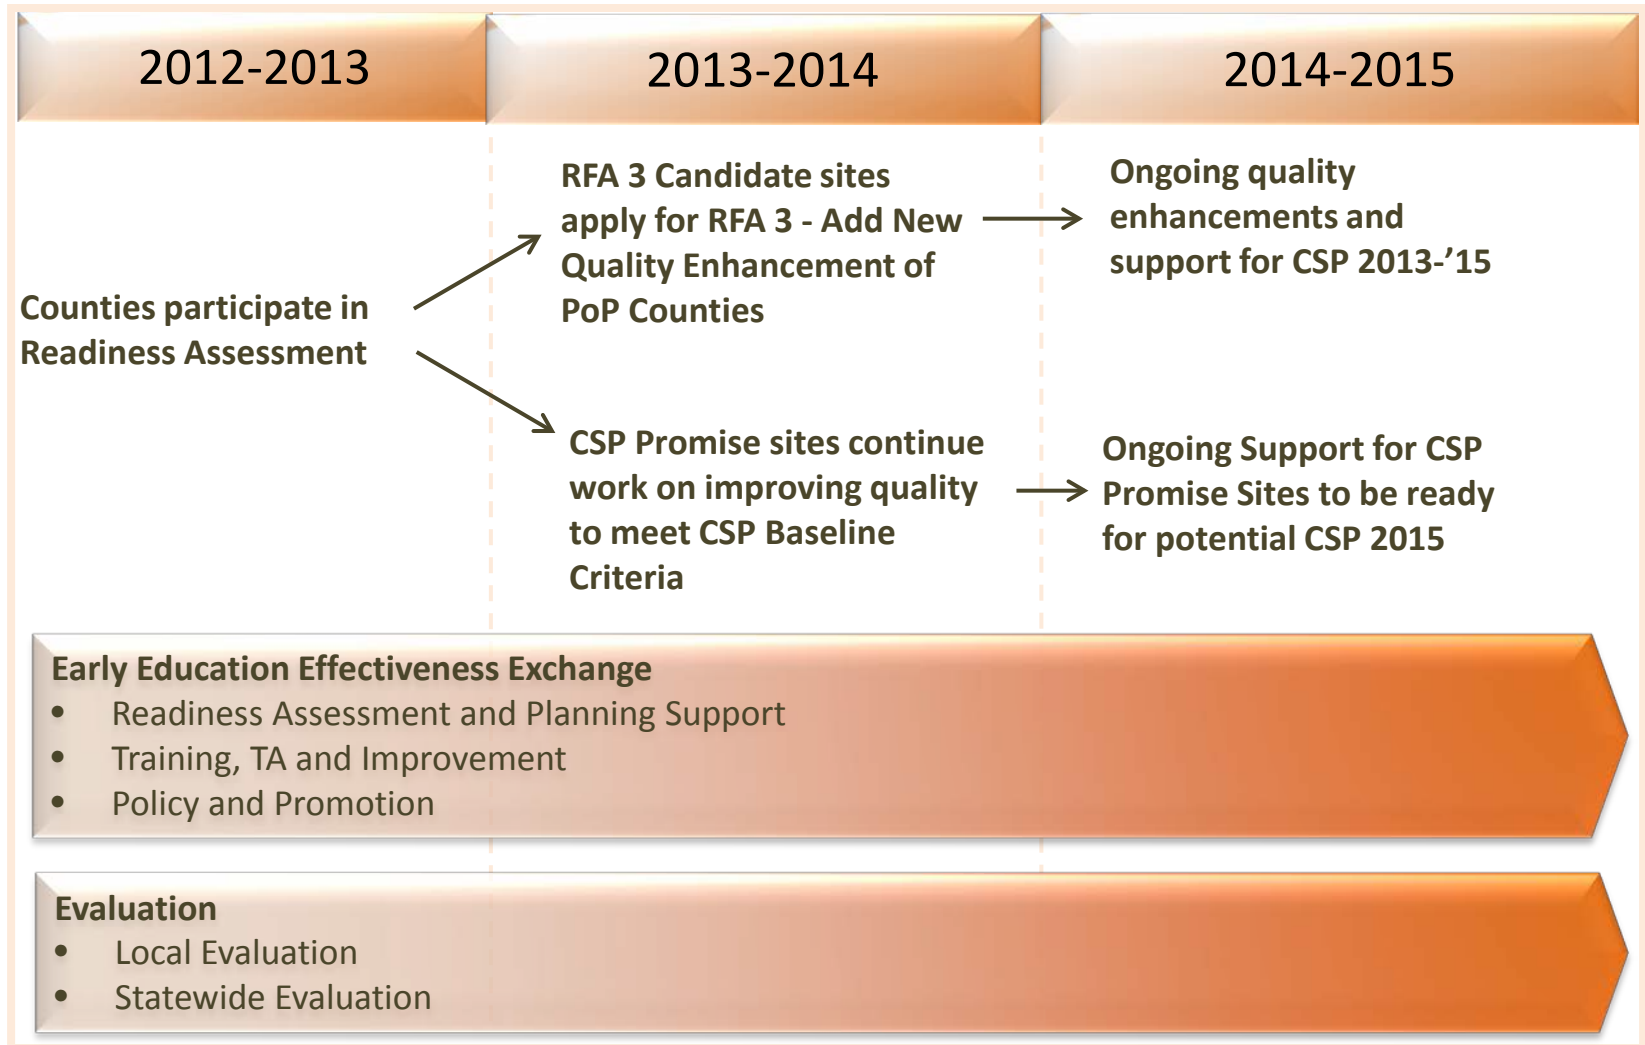 2012-2013
2013-2014
2014-2015
Counties participate in
Readiness Assessment
RFA 3 Candidate sites
apply for RFA 3 - Add New
Quality Enhancement of
PoP Counties
Ongoing quality
enhancements and
support for CSP 2013-’15
CSP Promise sites continue
work on improving quality
to meet CSP Baseline
Criteria
Ongoing Support for CSP
Promise Sites to be ready
for potential CSP 2015
Early Education Effectiveness Exchange
• Readiness Assessment and Planning Support
• Training, TA and Improvement
• Policy and Promotion
Evaluation
• Local Evaluation
• Statewide Evaluation